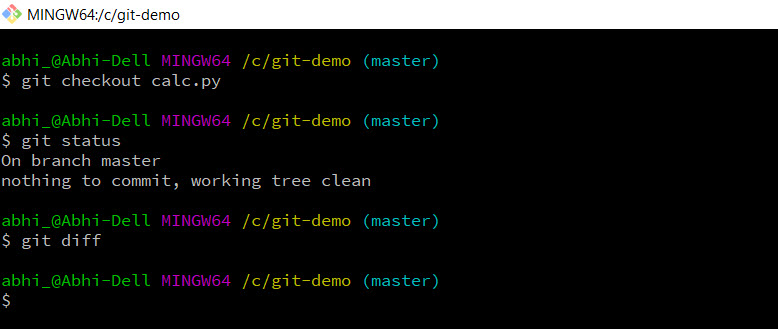 MINGW64:/c/git-demo
abhi_@Abhi-Dell MINGW64 /c/git-demo (master)
$ git checkout calc.py
abhi_@Abhi-Dell MINGW64 /c/git-demo (master)
$ git status
On branch master
nothing to commit, working tree clean
abhi_@Abhi-Dell MINGW64 /c/git-demo (master)
$ git diff
abhi_@Abhi-Dell MINGW64 /c/git-demo (master)
$